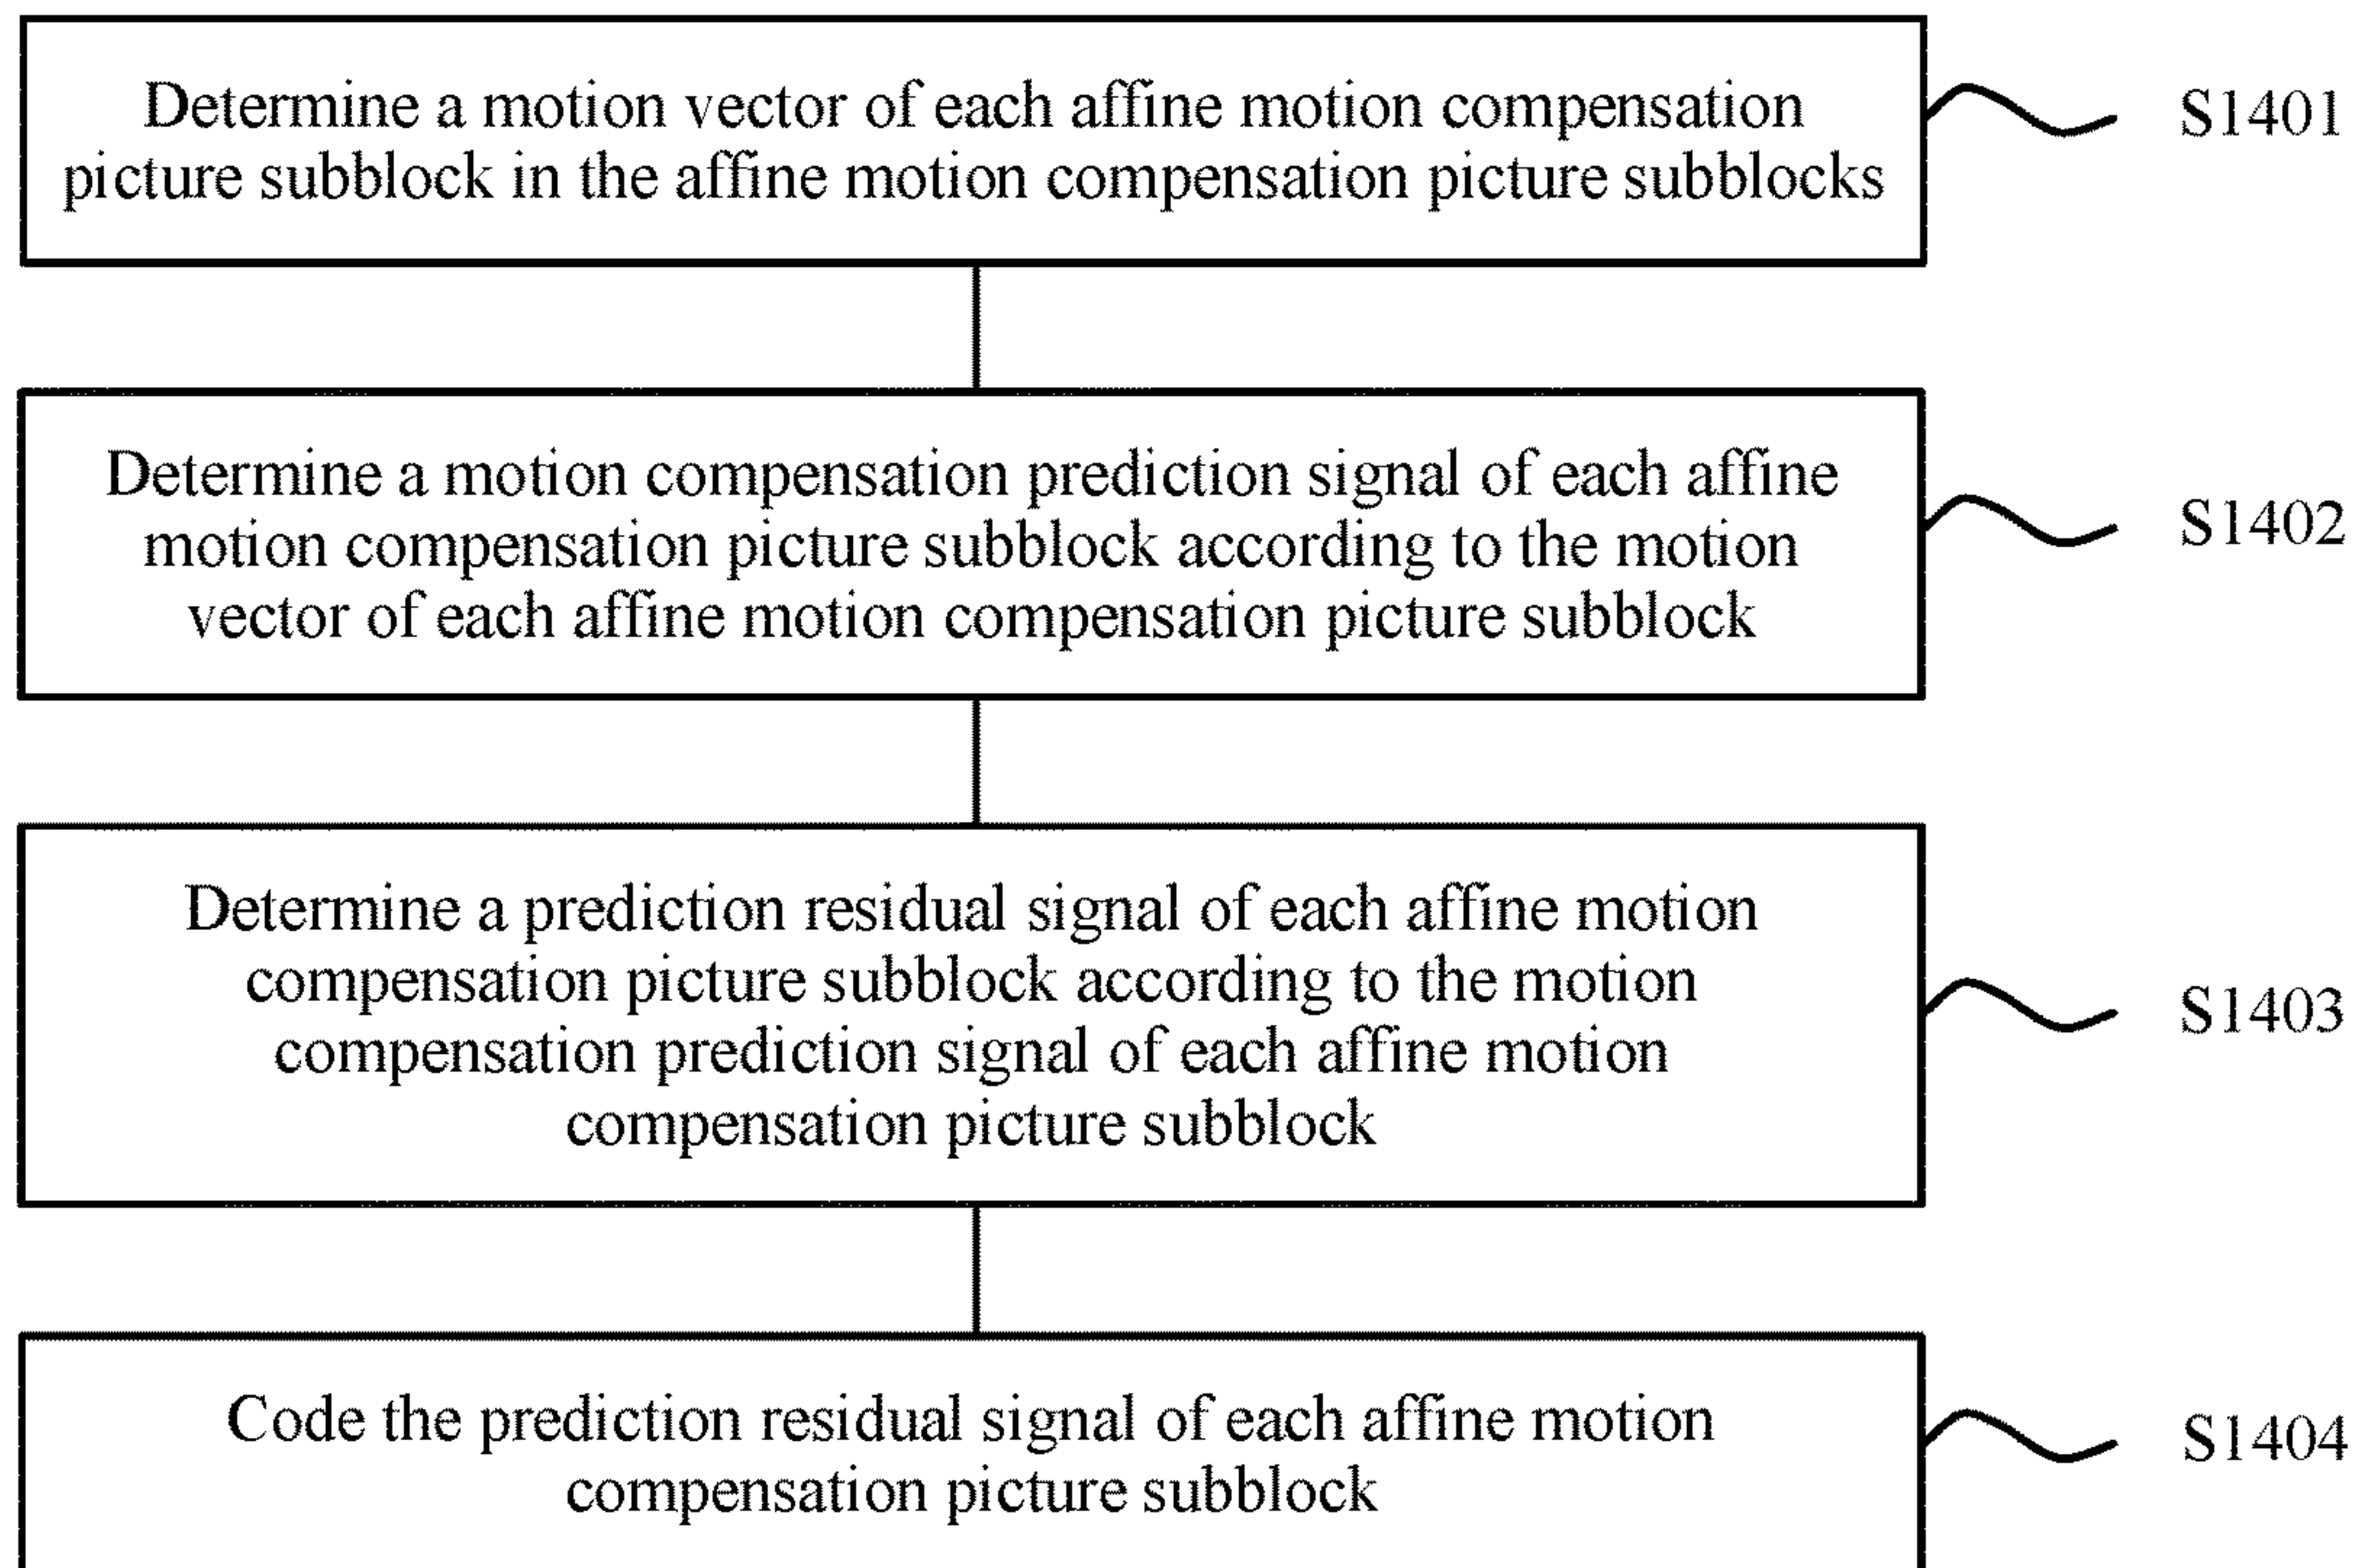 Determine a motion vector of each affine motion compensation
picture subblock in the affine motion compensation picture subblocks
S1401
Determine a motion compensation prediction signal of each affine
motion compensation picture subblock according to the motion
vector of each affine motion compensation picture subblock
S1402
Determine a prediction residual signal of each affine motion
compensation picture subblock according to the motion
compensation prediction signal of each affine motion
compensation picture subblock
S1403
Code the prediction residual signal of each affine motion
compensation picture subblock
S1404